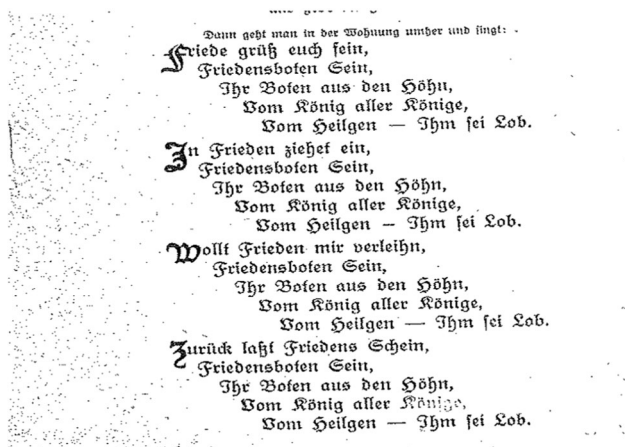 Dann geht man in der Wohnung umher und singt:
Friede grüß euch fein,
Friedensboten Sein,
Ihr Boten aus den Höhn,
Vom König aller Könige,
Vom Heilgen — Ihm sei Lob.
In Frieden ziehet ein,
Friedensboten Sein,
Ihr Boten aus den Höhn,
Vom König aller Könige,
Vom Heilgen — Ihm sei Lob.
Wollt Frieden mir verleihn,
Friedensboten Sein,
Ihr Boten aus den Höhn,
Vom König aller Könige,
Vom Heilgen — Ihm sei Lob.
Zurück laßt Friedens Schein,
Friedensboten Sein,
Ihr Boten aus den Höhn,
Vom König aller Könige,
Vom Heilgen — Ihm sei Lob.